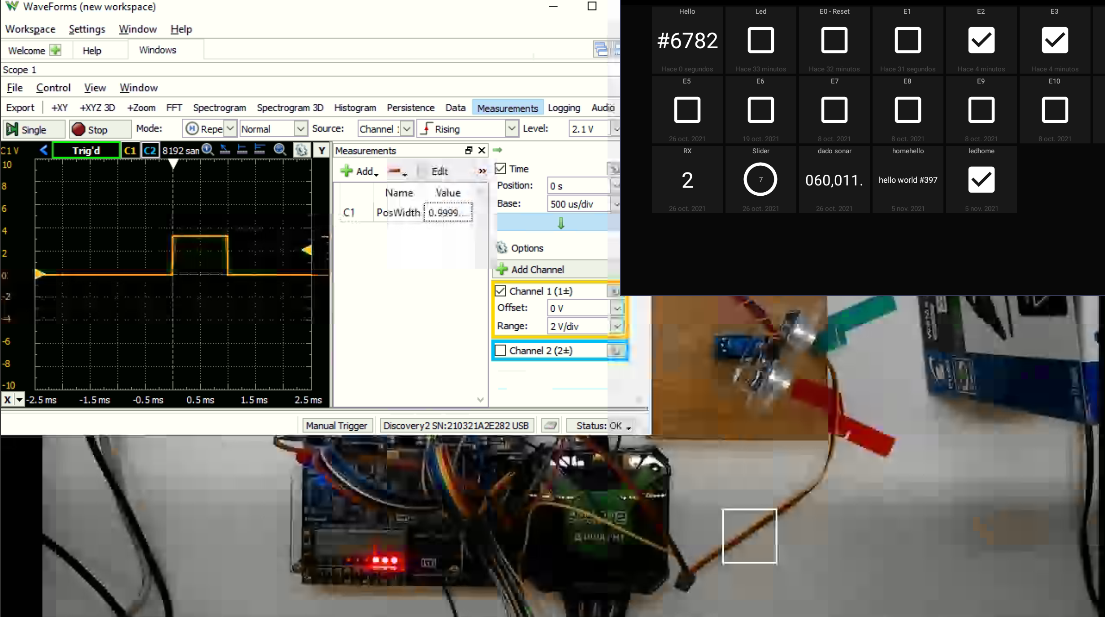 WaveForms (new workspace)
Workspace Settings Window Help
Welcome Help Windows
Scope 1
File Control View Window
Export +XY +XYZ 3D +Zoom FFT Spectrogram Spectrogram 3D Histogram Persistence Data Measurements Logging Audio
Single Stop Mode: Repe Normal Source: Channel Rising Level: 2.1 V
C1 V Trig'd C1 C2 8192 san Y
Measurements
Add Edit »
Name Value
C1 PosWidth 0.9999...
10
8
6
4
2
0
-2
-4
-6
-8
-10
X -2.5 ms -1.5 ms -0.5 ms 0.5 ms 1.5 ms 2.5 ms
Time
Position: 0 s
Base: 500 us/div
Options
Add Channel
Channel 1 (1±)
Offset: 0 V
Range: 2 V/div
Channel 2 (2±)
Manual Trigger Discovery2 SN:210321A2E282 USB Status: OK
Hello Led E0 - Reset E1 E2 E3
#6782
Hace 0 segundos Hace 33 minutos Hace 32 minutos Hace 31 segundos Hace 4 minutos Hace 4 minutos
E5 E6 E7 E8 E9 E10
26 oct. 2021 19 oct. 2021 8 oct. 2021 8 oct. 2021 8 oct. 2021 8 oct. 2021
RX Slider dado sonar homehello ledhome
2 7 060,011. hello world #397
26 oct. 2021 26 oct. 2021 26 oct. 2021 5 nov. 2021 5 nov. 2021